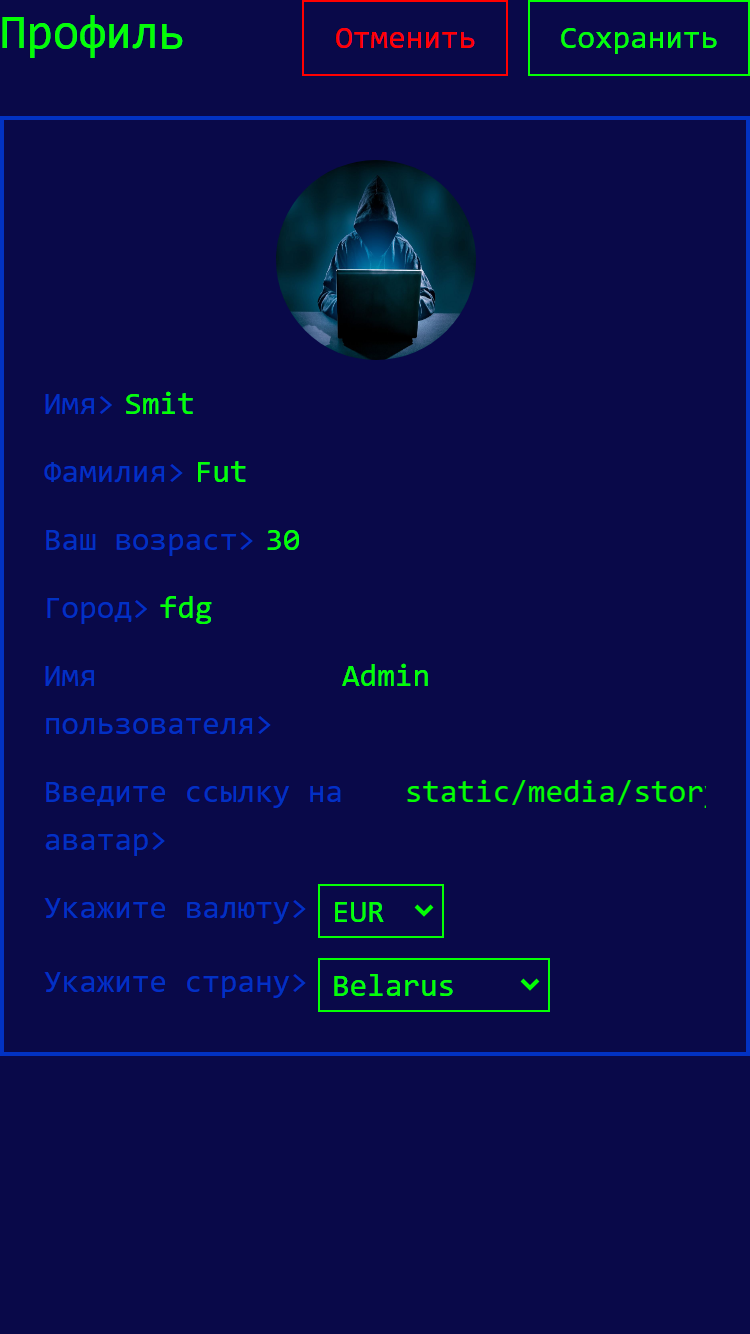 Профиль
Отменить
Сохранить
Имя> Smit
Фамилия> Fut
Ваш возраст> 30
Город> fdg
Имя Admin
пользователя>
Введите ссылку на static/media/stor
аватар>
Укажите валюту> EUR
Укажите страну> Belarus